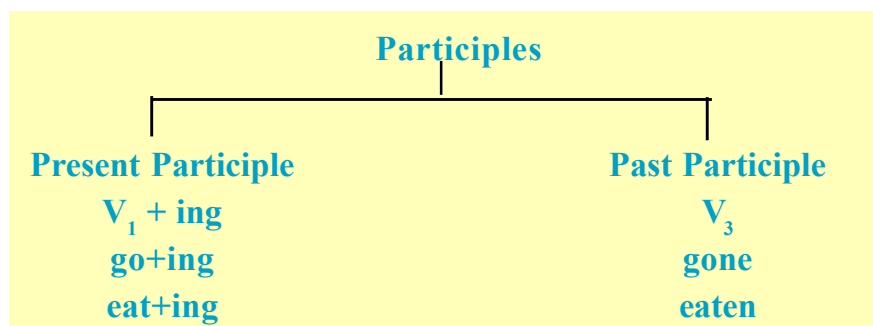 Participles
Present Participle Past Participle
V₁ + ing V₃
go+ing gone
eat+ing eaten